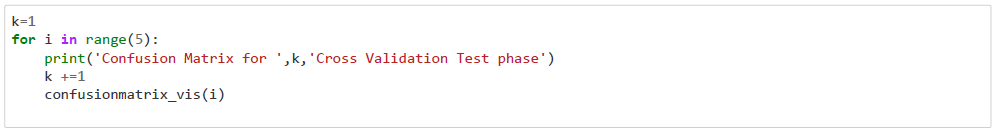 k=1
for i in range(5):
    print('Confusion Matrix for ',k,'Cross Validation Test phase')
    k +=1
    confusionmatrix_vis(i)